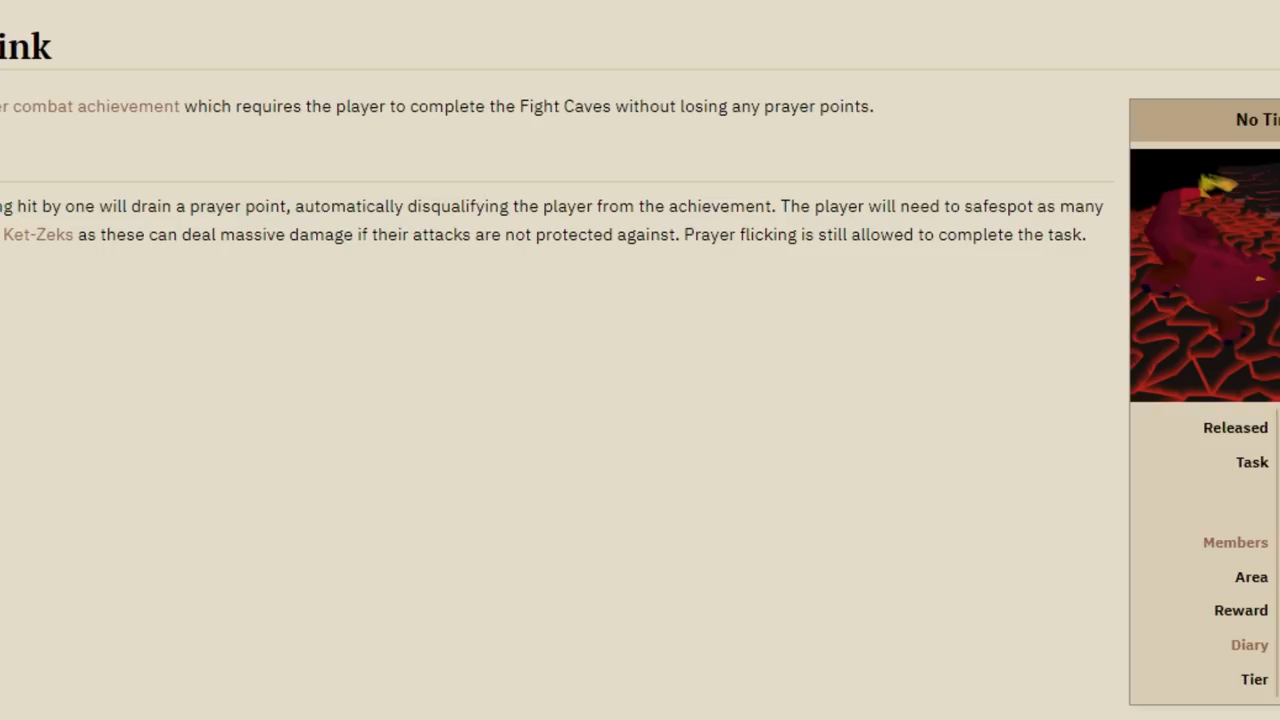 ink
er combat achievement which requires the player to complete the Fight Caves without losing any prayer points.
ng hit by one will drain a prayer point, automatically disqualifying the player from the achievement. The player will need to safespot as many
Ket-Zeks as these can deal massive damage if their attacks are not protected against. Prayer flicking is still allowed to complete the task.
No Ti
Released
Task
Members
Area
Reward
Diary
Tier